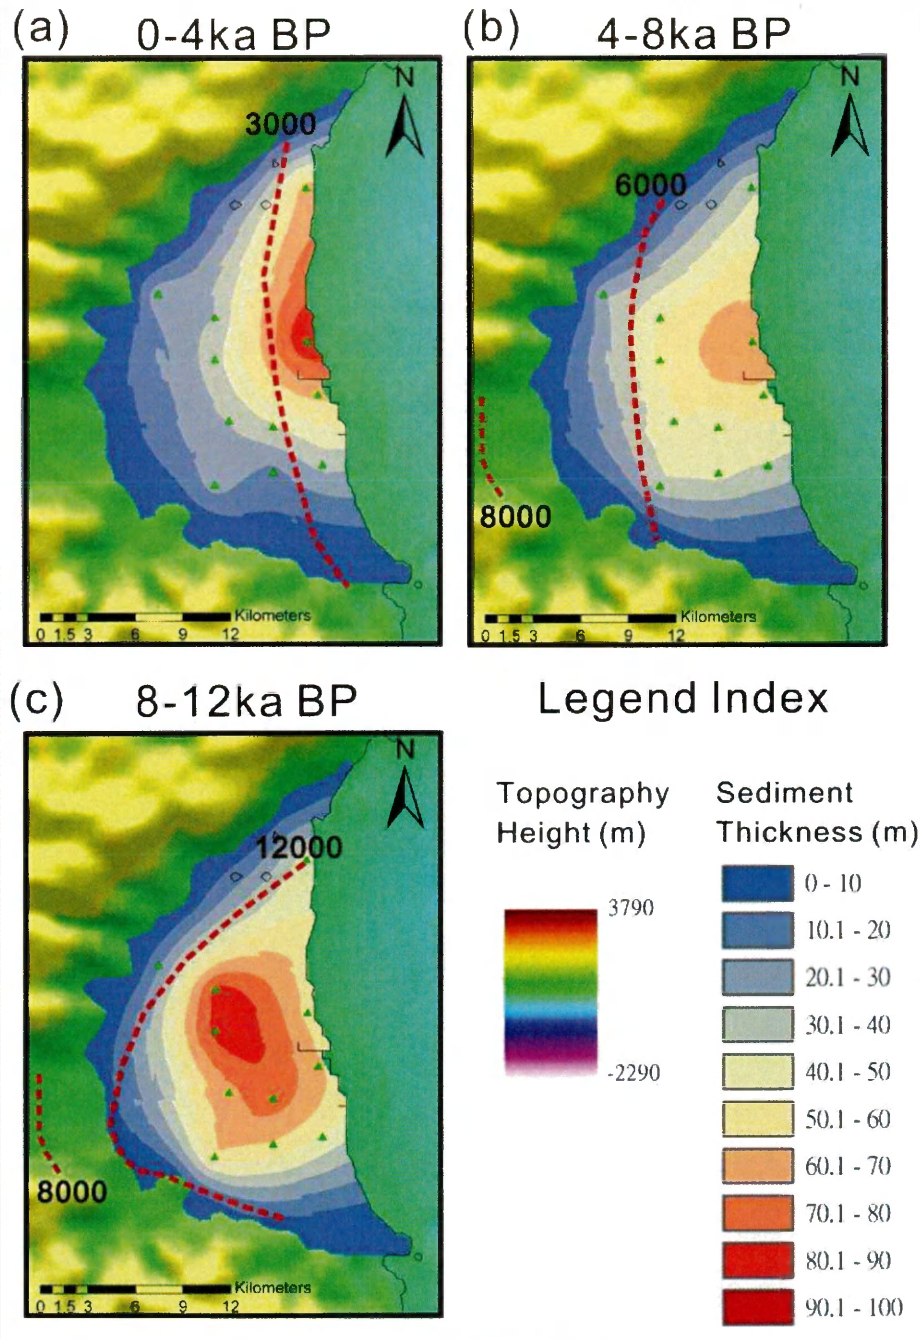 (a) 0-4ka BP
(b) 4-8ka BP
N
3000
Kilometers
0 1.5 3 6 9 12
N
6000
8000
Kilometers
0 1.5 3 6 9 12
(c) 8-12ka BP
N
12000
8000
Kilometers
0 1.5 3 6 9 12
Legend Index
Topography
Height (m)
3790
-2290
Sediment
Thickness (m)
0 - 10
10.1 - 20
20.1 - 30
30.1 - 40
40.1 - 50
50.1 - 60
60.1 - 70
70.1 - 80
80.1 - 90
90.1 - 100